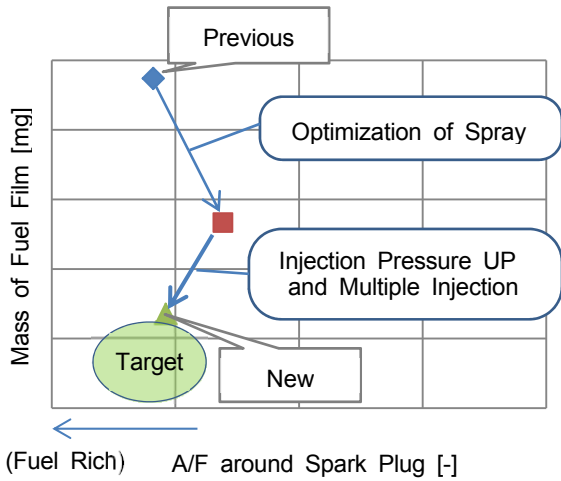 Previous
Optimization of Spray
Injection Pressure UP
and Multiple Injection
Target
New
Mass of Fuel Film [mg]
(Fuel Rich) A/F around Spark Plug [-]